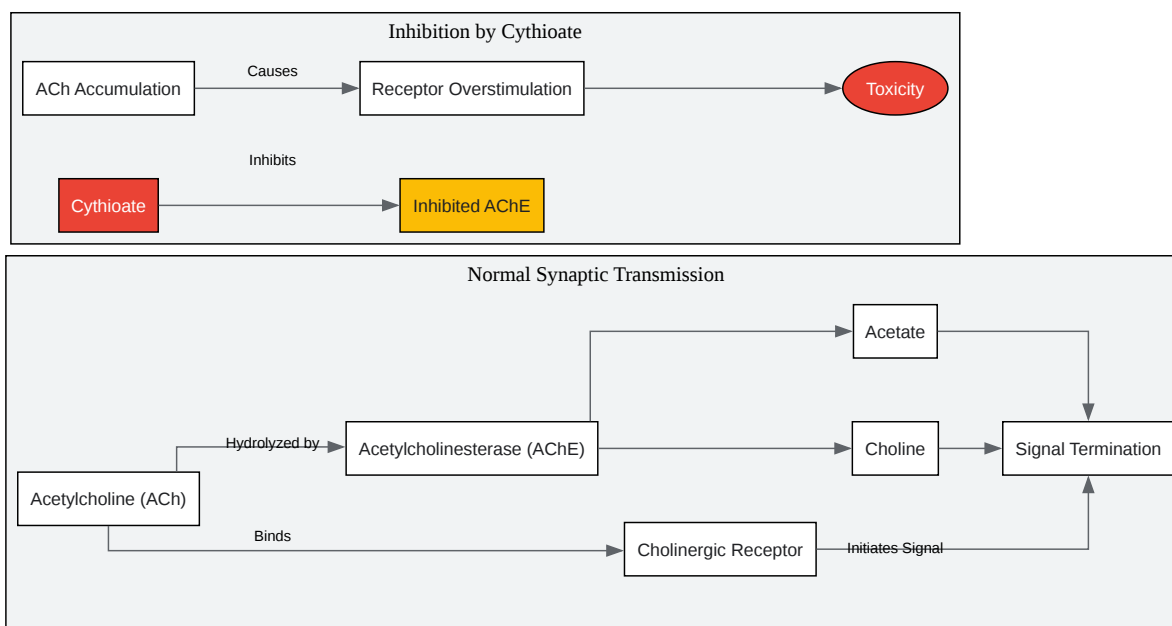 Inhibition by Cythioate
ACh Accumulation
Causes
Receptor Overstimulation
Toxicity
Inhibits
Cythioate
Inhibited AChE
Normal Synaptic Transmission
Acetate
Hydrolyzed by
Acetylcholinesterase (AChE)
Choline
Signal Termination
Acetylcholine (ACh)
Binds
Cholinergic Receptor
Initiates Signal